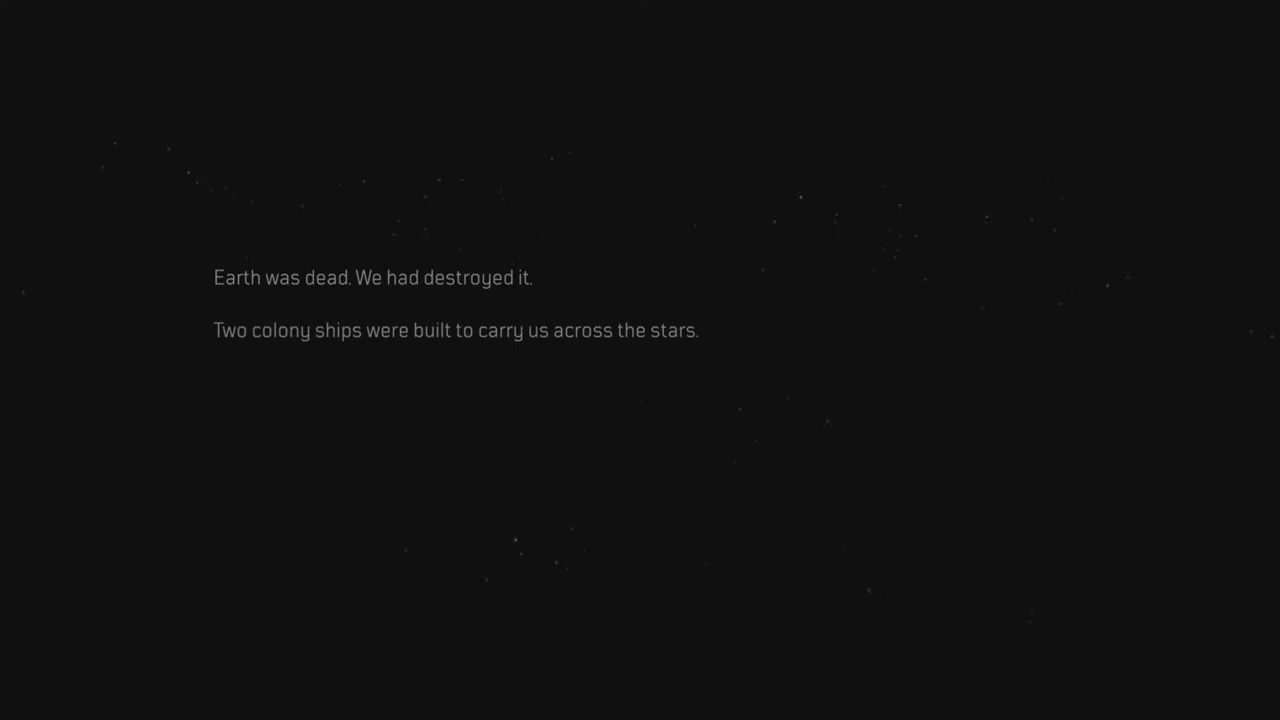 Earth was dead. We had destroyed it.
Two colony ships were built to carry us across the stars.